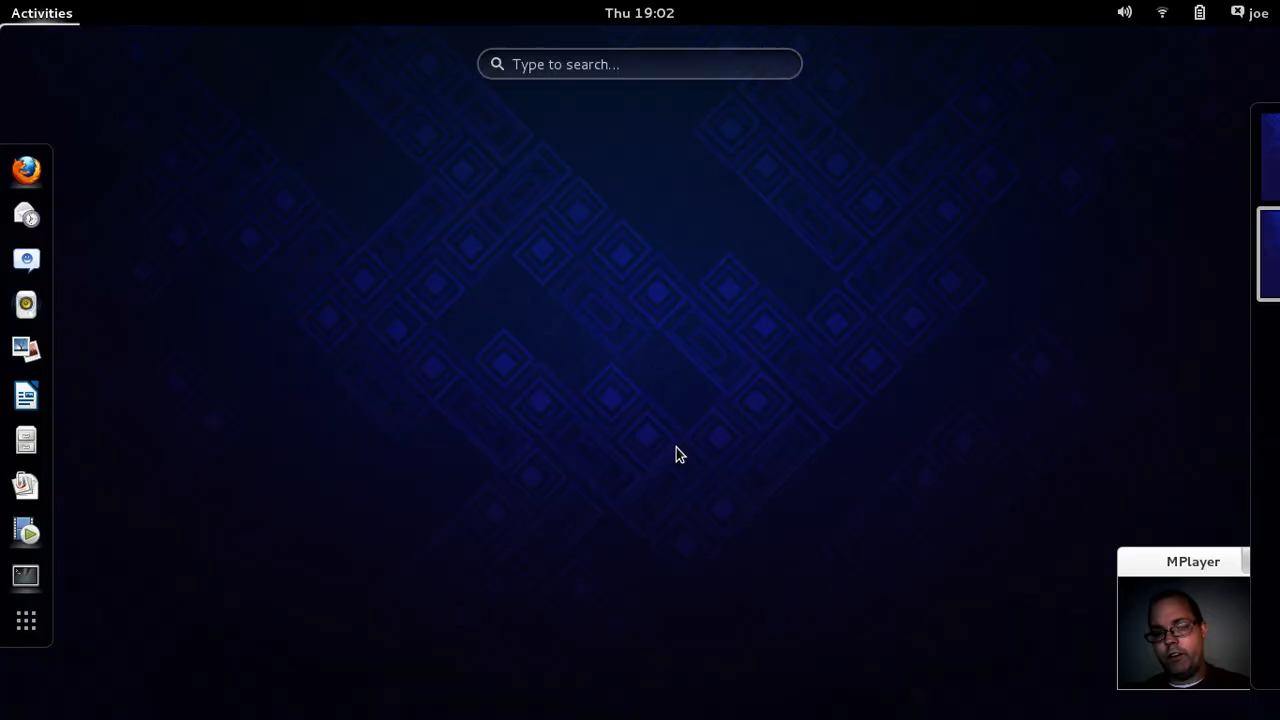 Activities
Thu 19:02
joe
Type to search...
MPlayer